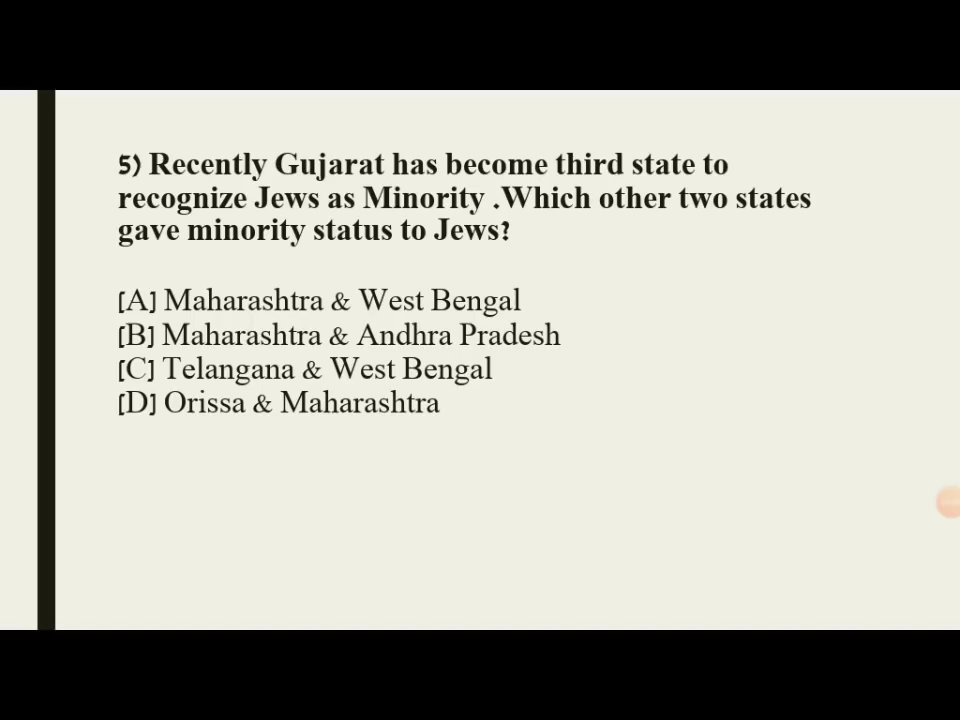 5) Recently Gujarat has become third state to
recognize Jews as Minority .Which other two states
gave minority status to Jews?
[A] Maharashtra & West Bengal
[B] Maharashtra & Andhra Pradesh
[C] Telangana & West Bengal
[D] Orissa & Maharashtra